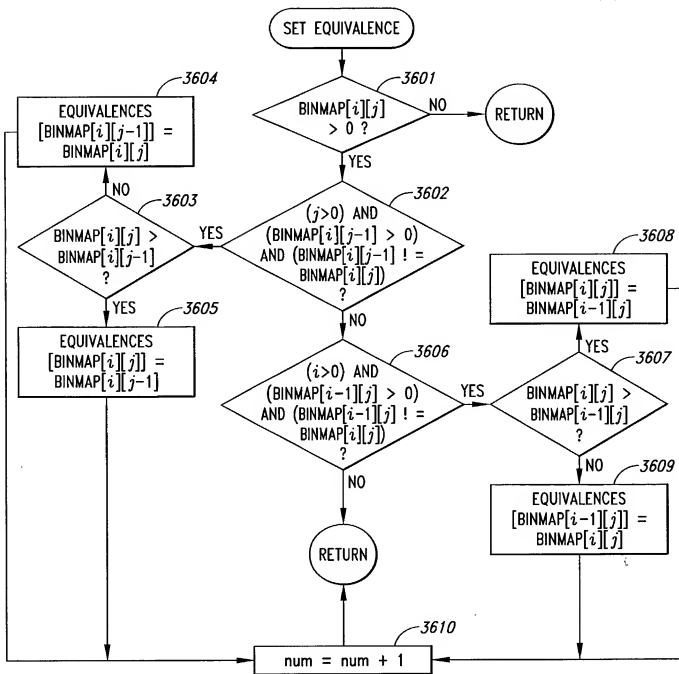 SET EQUIVALENCE
3601
BINMAP[i][j]
> 0 ?
NO
RETURN
YES
3604
EQUIVALENCES
[BINMAP[i][j-1]] =
BINMAP[i][j]
NO
3603
BINMAP[i][j] >
BINMAP[i][j-1]
?
YES
YES
3605
EQUIVALENCES
[BINMAP[i][j]] =
BINMAP[i][j-1]
3602
(j>0) AND
(BINMAP[i][j-1] > 0)
AND (BINMAP[i][j-1] ! =
BINMAP[i][j])
?
NO
3606
(i>0) AND
(BINMAP[i-1][j] > 0)
AND (BINMAP[i-1][j] ! =
BINMAP[i][j])
?
YES
NO
RETURN
3608
EQUIVALENCES
[BINMAP[i][j]] =
BINMAP[i-1][j]
YES
3607
BINMAP[i][j] >
BINMAP[i-1][j]
?
NO
3609
EQUIVALENCES
[BINMAP[i-1][j]] =
BINMAP[i][j]
3610
num = num + 1